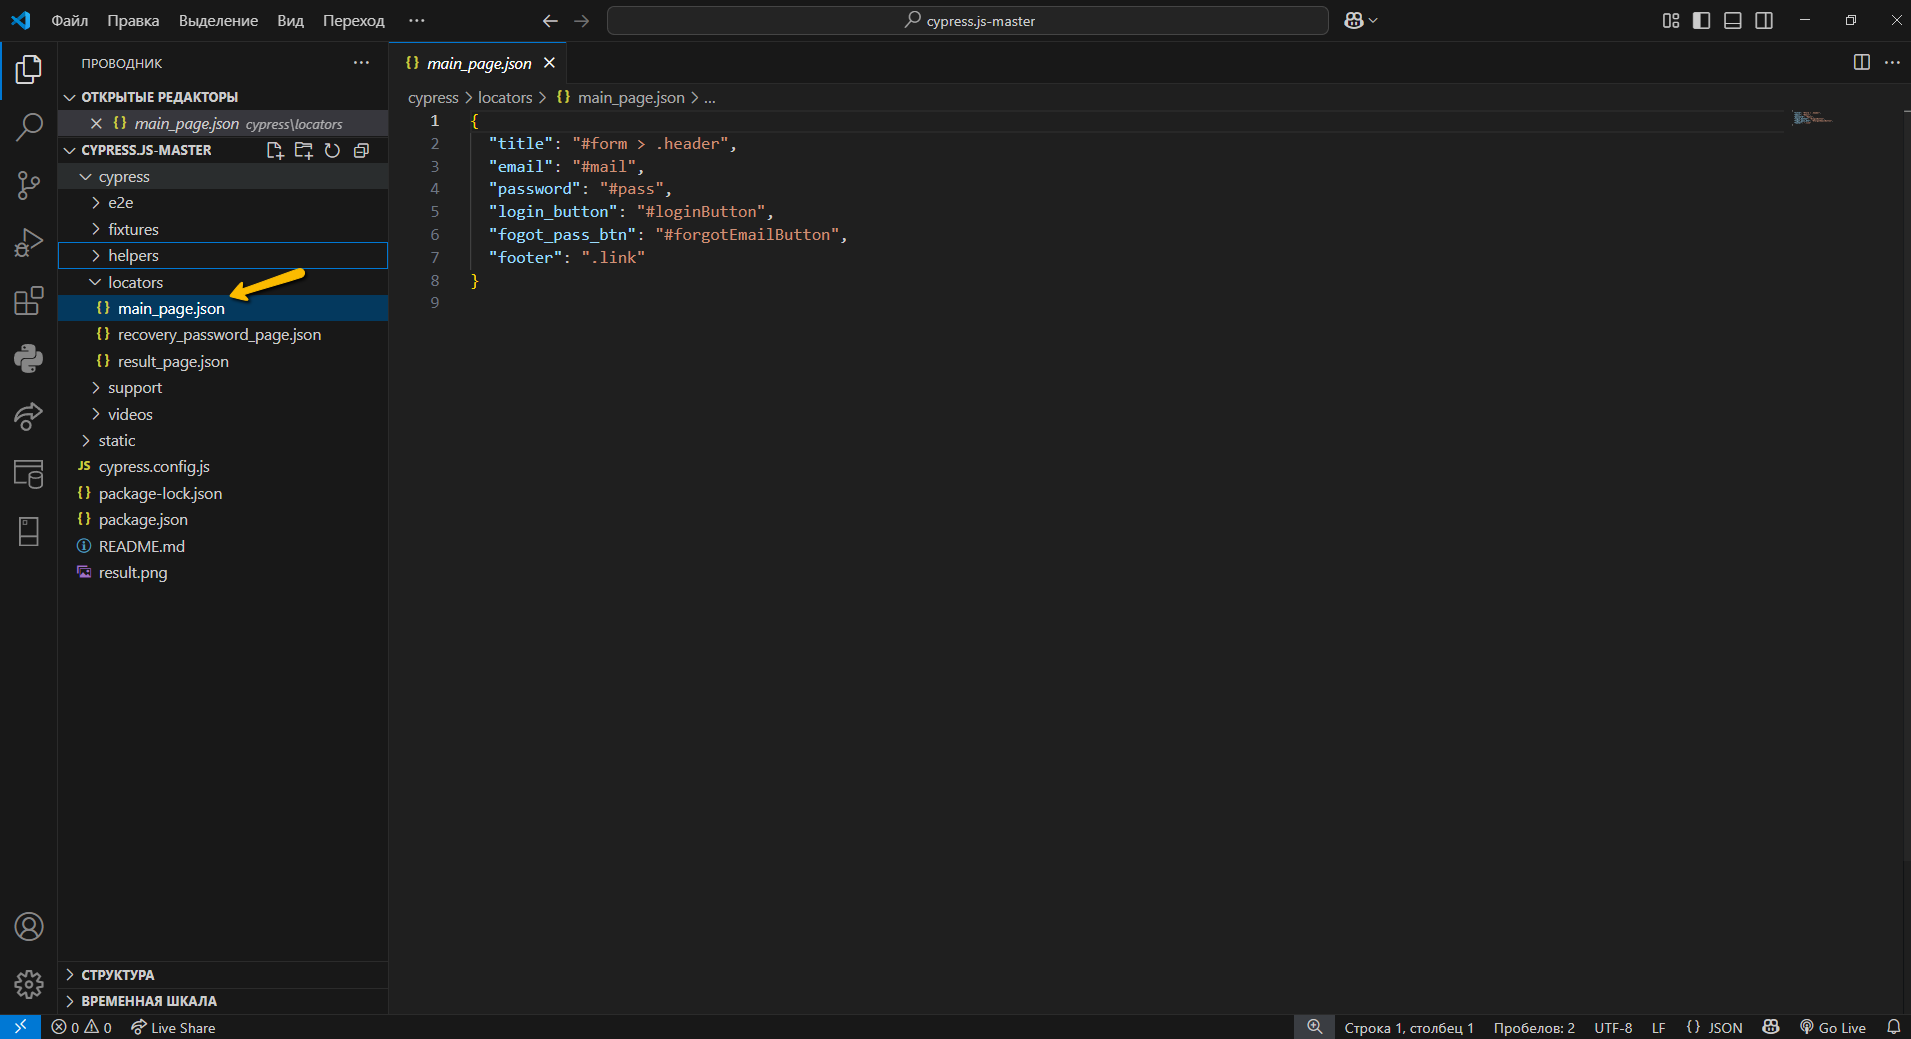 Файл Правка Выделение Вид Переход ··· cypress.js-master
ПРОВОДНИК ···
ОТКРЫТЫЕ РЕДАКТОРЫ
{} main_page.json cypress\locators
CYPRESS.JS-MASTER
cypress
e2e
fixtures
helpers
locators
{} main_page.json
{} recovery_password_page.json
{} result_page.json
support
videos
static
JS cypress.config.js
{} package-lock.json
{} package.json
README.md
result.png
СТРУКТУРА
ВРЕМЕННАЯ ШКАЛА
{} main_page.json
cypress > locators > {} main_page.json > ...
1 {
2 "title": "#form > .header",
3 "email": "#mail",
4 "password": "#pass",
5 "login_button": "#loginButton",
6 "fogot_pass_btn": "#forgotEmailButton",
7 "footer": ".link"
8 }
9
0 0 Live Share Строка 1, столбец 1 Пробелов: 2 UTF-8 LF {} JSON Go Live